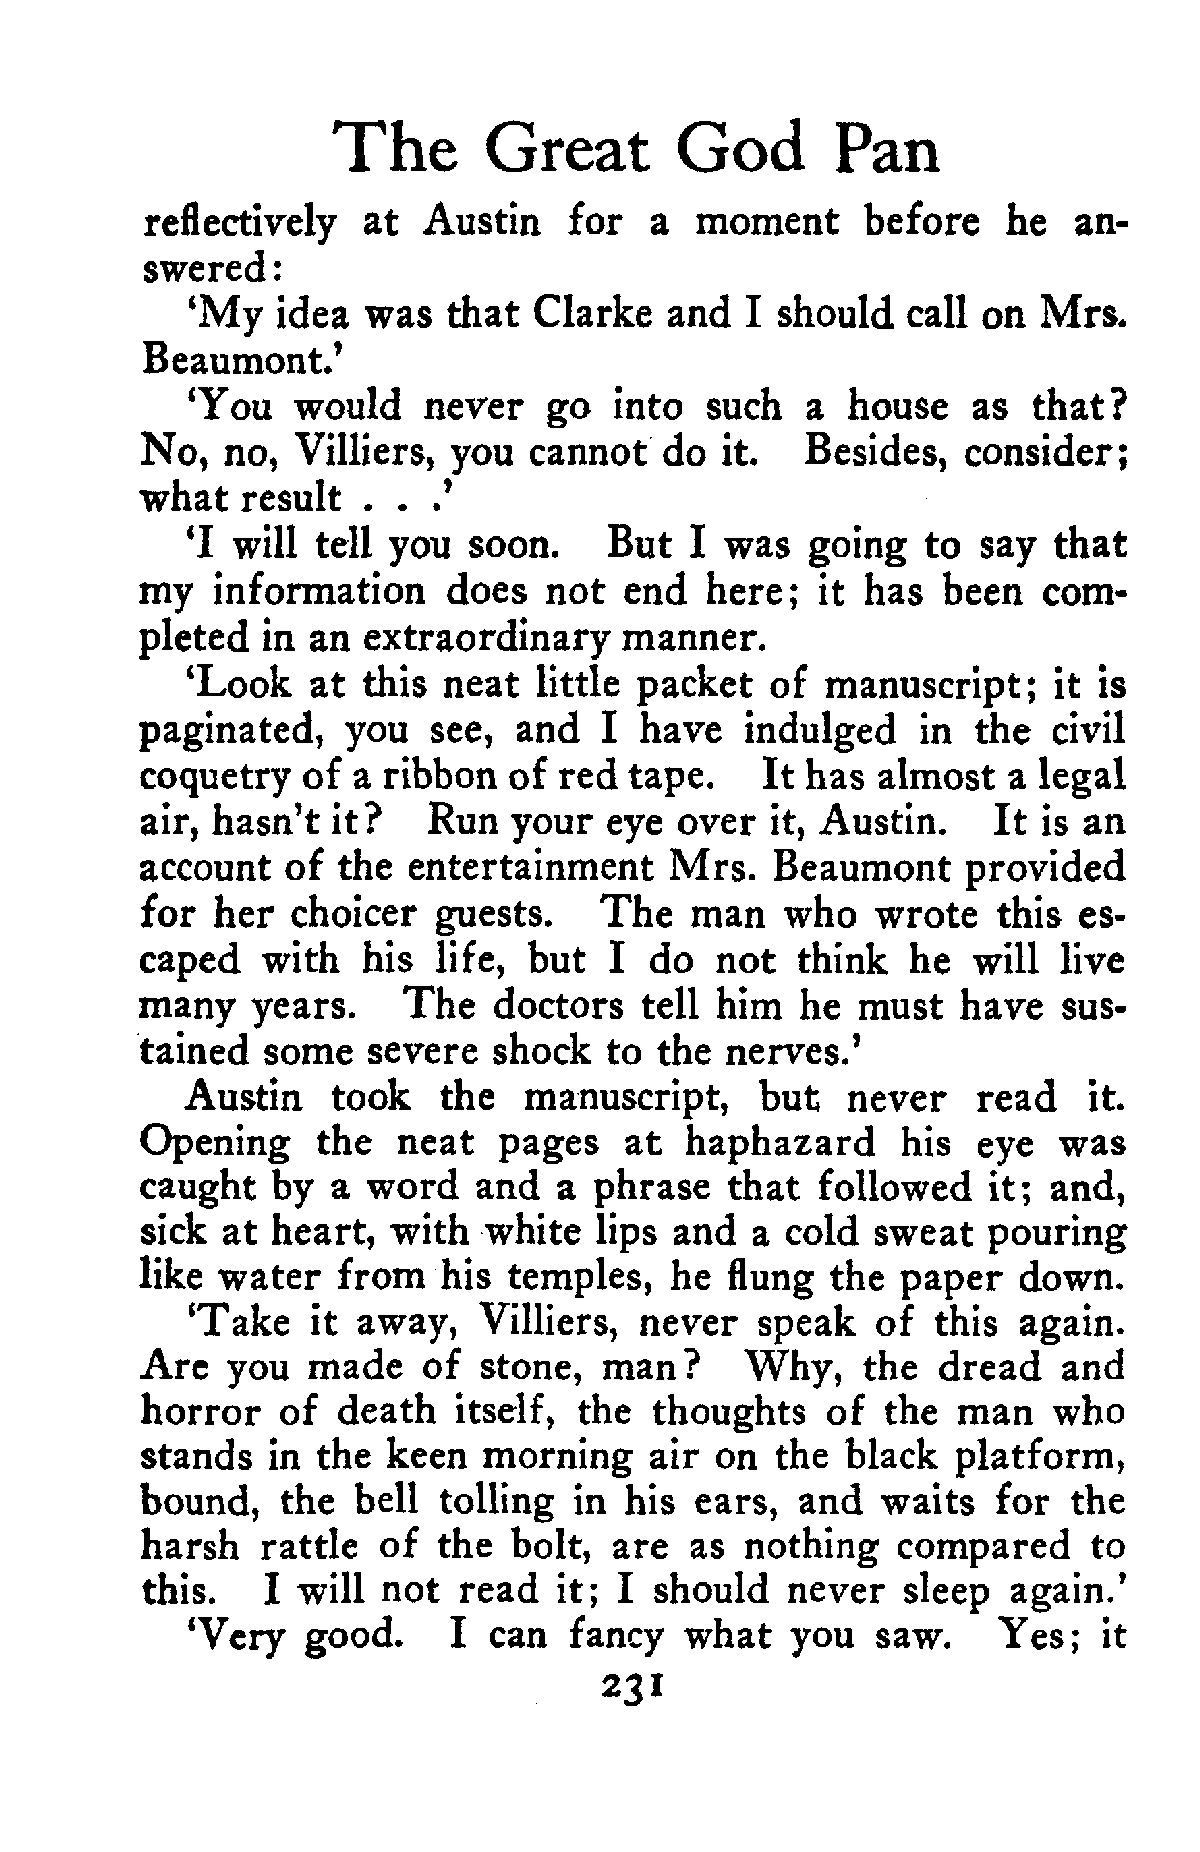 The Great God Pan
reflectively at Austin for a moment before he an-
swered:
‘My idea was that Clarke and I should call on Mrs.
Beaumont.’
‘You would never go into such a house as that?
No, no, Villiers, you cannot do it. Besides, consider;
what result . . .’
‘I will tell you soon. But I was going to say that
my information does not end here; it has been com-
pleted in an extraordinary manner.
‘Look at this neat little packet of manuscript; it is
paginated, you see, and I have indulged in the civil
coquetry of a ribbon of red tape. It has almost a legal
air, hasn’t it? Run your eye over it, Austin. It is an
account of the entertainment Mrs. Beaumont provided
for her choicer guests. The man who wrote this es-
caped with his life, but I do not think he will live
many years. The doctors tell him he must have sus-
tained some severe shock to the nerves.’
Austin took the manuscript, but never read it.
Opening the neat pages at haphazard his eye was
caught by a word and a phrase that followed it; and,
sick at heart, with white lips and a cold sweat pouring
like water from his temples, he flung the paper down.
‘Take it away, Villiers, never speak of this again.
Are you made of stone, man? Why, the dread and
horror of death itself, the thoughts of the man who
stands in the keen morning air on the black platform,
bound, the bell tolling in his ears, and waits for the
harsh rattle of the bolt, are as nothing compared to
this. I will not read it; I should never sleep again.’
‘Very good. I can fancy what you saw. Yes; it
231